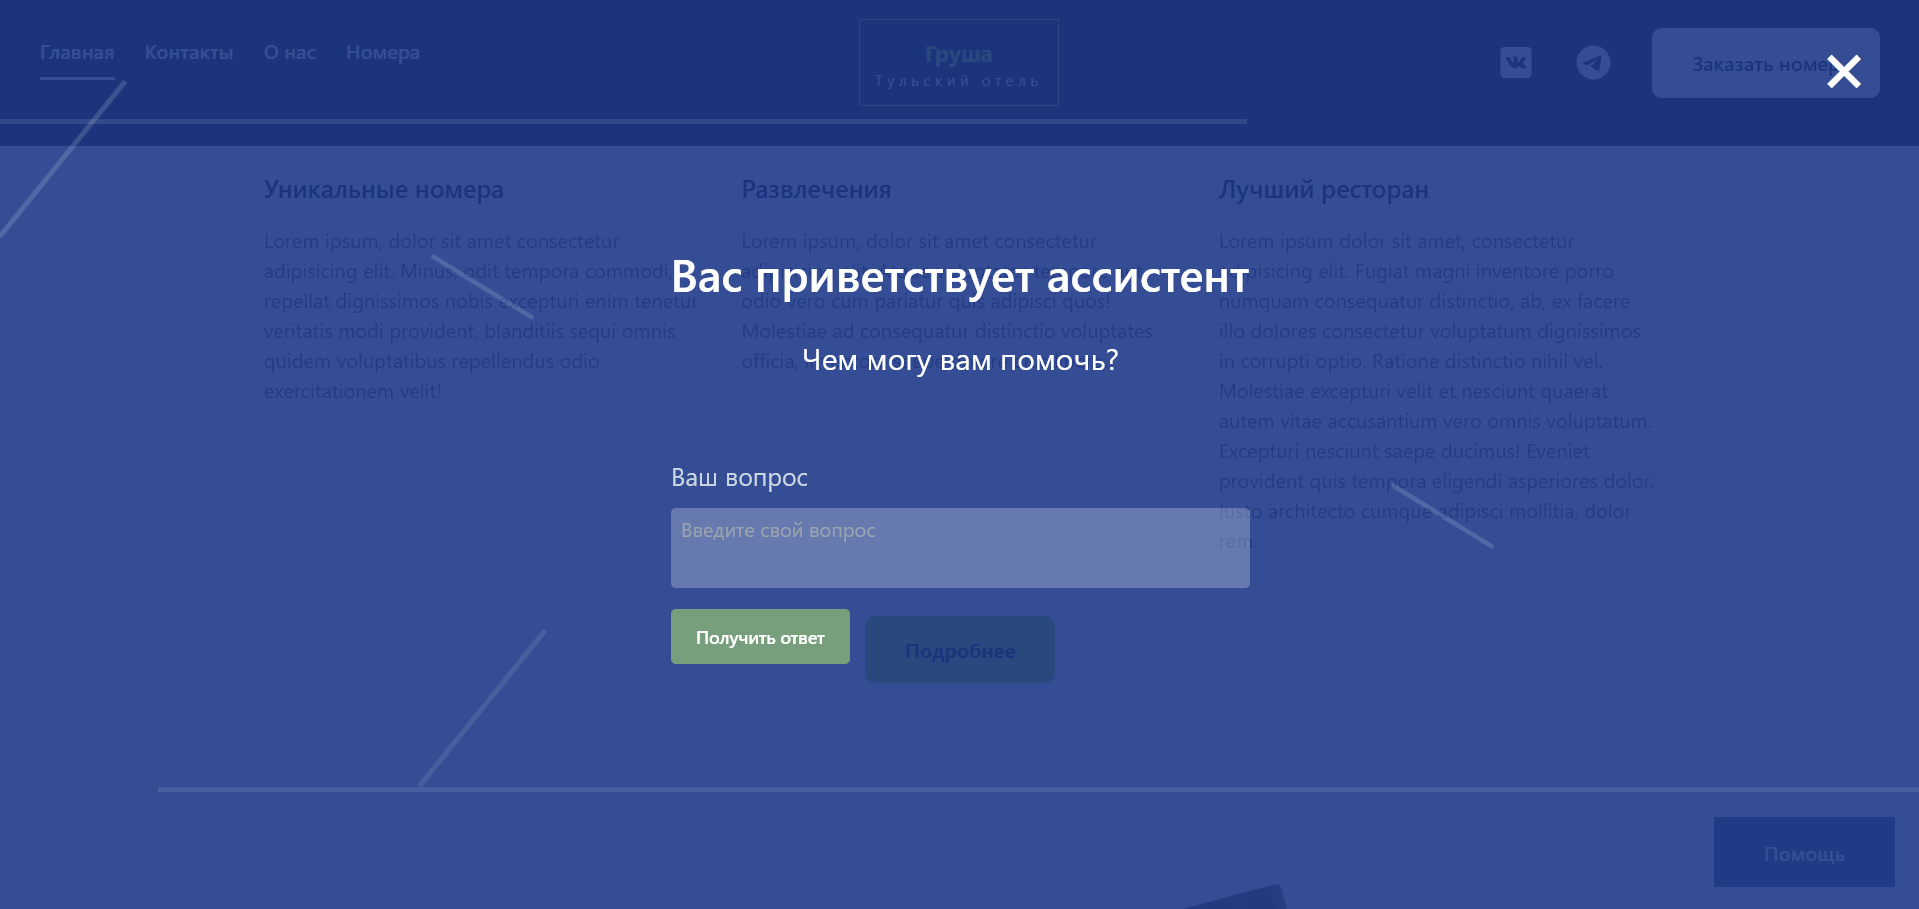 Главная Контакты О нас Номера
Груша
Тульский отель
Заказать номер
Уникальные номера
Lorem ipsum, dolor sit amet consectetur
adipisicing elit. Minus, odit tempora commodi,
repellat dignissimos nobis excepturi enim tenetur
veritatis modi provident, blanditiis sequi omnis
quidem voluptatibus repellendus odio
exercitationem velit!
Развлечения
Lorem ipsum, dolor sit amet consectetur
odio vero cum pariatur quis adipisci quos!
Molestiae ad consequatur distinctio voluptates
officia,
Лучший ресторан
Lorem ipsum dolor sit amet, consectetur
adipisicing elit. Fugiat magni inventore porro
numquam consequatur distinctio, ab, ex facere
illo dolores consectetur voluptatum dignissimos
in corrupti optio. Ratione distinctio nihil vel.
Molestiae excepturi velit et nesciunt quaerat
autem vitae accusantium vero omnis voluptatum.
Excepturi nesciunt saepe ducimus! Eveniet
provident quis tempora eligendi asperiores dolor.
Iusto architecto cumque adipisci mollitia, dolor
rem.
Вас приветствует ассистент
Чем могу вам помочь?
Ваш вопрос
Введите свой вопрос
Получить ответ
Подробнее
Помощь